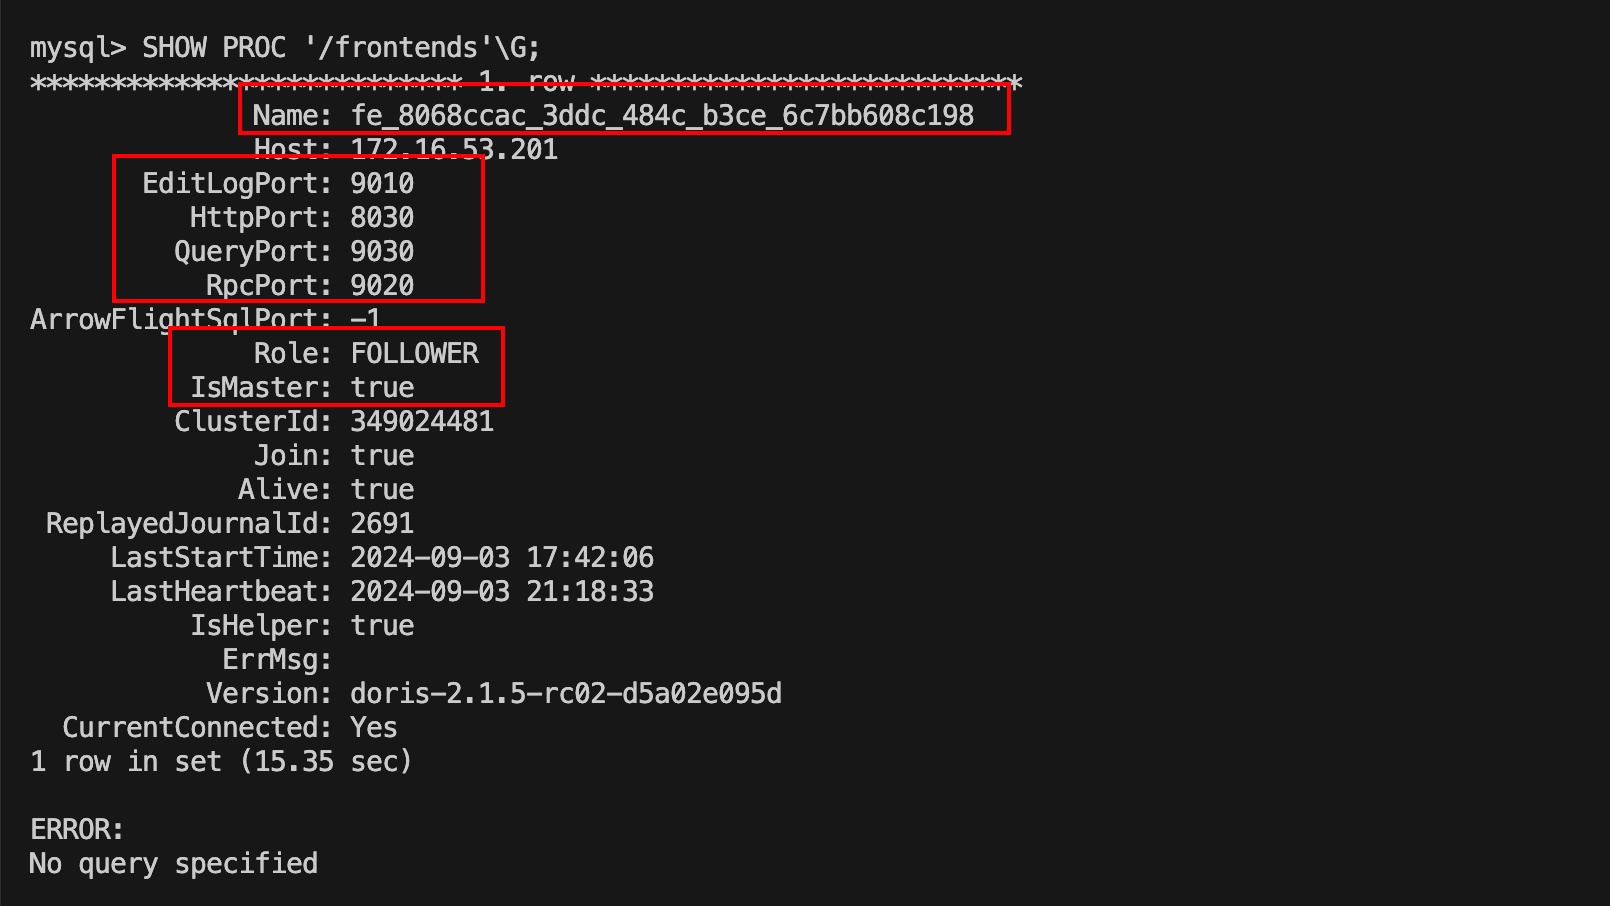 mysql> SHOW PROC '/frontends'\G;
*************************** 1. row ***************************
Name: fe_8068ccac_3ddc_484c_b3ce_6c7bb608c198
Host: 172.16.53.201
EditLogPort: 9010
HttpPort: 8030
QueryPort: 9030
RpcPort: 9020
ArrowFlightSqlPort: -1
Role: FOLLOWER
IsMaster: true
ClusterId: 349024481
Join: true
Alive: true
ReplayedJournalId: 2691
LastStartTime: 2024-09-03 17:42:06
LastHeartbeat: 2024-09-03 21:18:33
IsHelper: true
ErrMsg:
Version: doris-2.1.5-rc02-d5a02e095d
CurrentConnected: Yes
1 row in set (15.35 sec)
ERROR:
No query specified